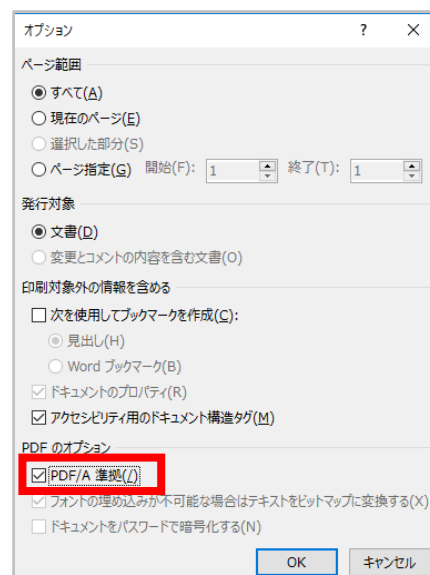 オプション ? ×
ページ範囲
すべて(A)
現在のページ(E)
選択した部分(S)
ページ指定(G) 開始(F): 1 終了(T): 1
発行対象
文書(D)
変更とコメントの内容を含む文書(O)
印刷対象外の情報を含める
次を使用してブックマークを作成(C):
見出し(H)
Word ブックマーク(B)
ドキュメントのプロパティ(R)
アクセシビリティ用のドキュメント構造タグ(M)
PDF のオプション
PDF/A 準拠(/)
フォントの埋め込みが不可能な場合はテキストをビットマップに変換する(X)
ドキュメントをパスワードで暗号化する(N)
OK キャンセル